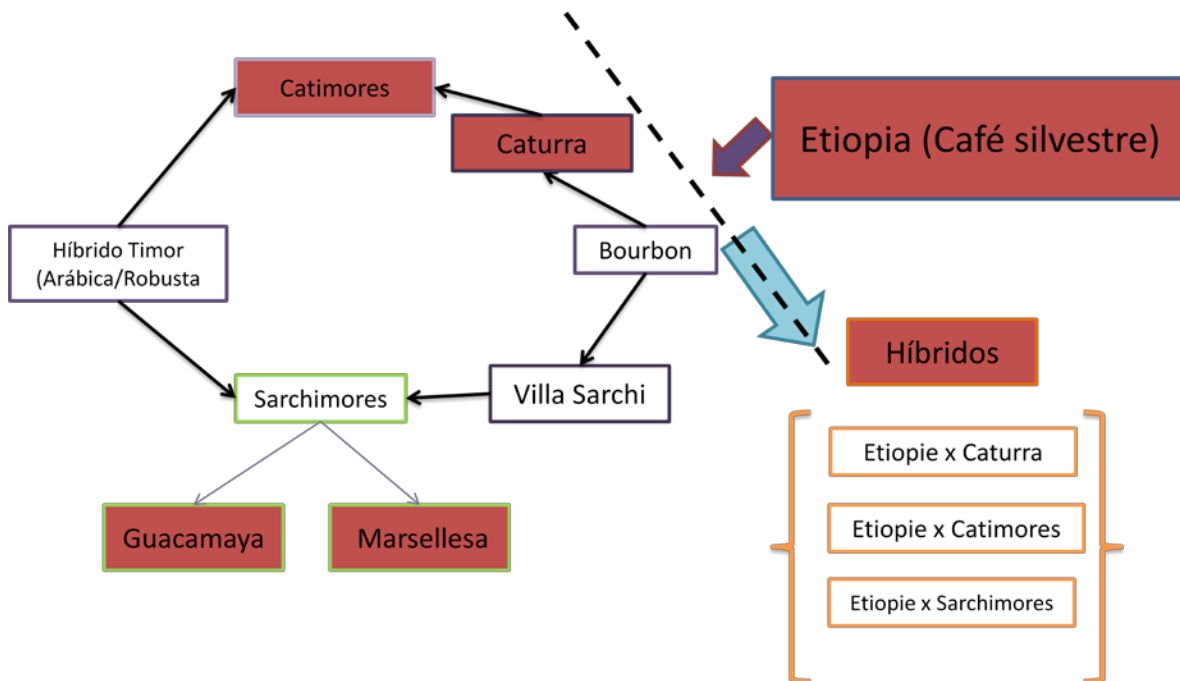 Catimores
Caturra
Etiopia (Café silvestre)
Híbrido Timor
(Arábica/Robusta
Bourbon
Híbridos
Sarchimores
Villa Sarchi
Etiopie x Caturra
Guacamaya
Marsellesa
Etiopie x Catimores
Etiopie x Sarchimores